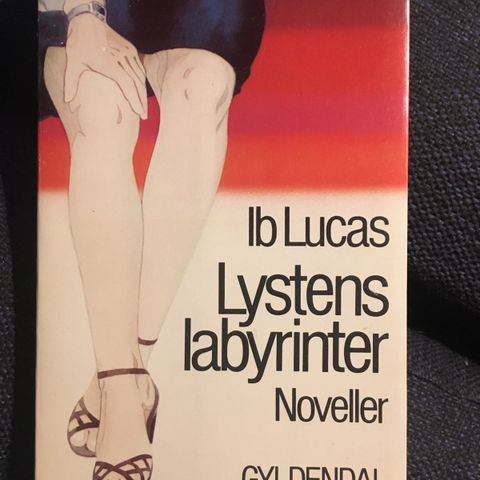 Ib Lucas
Lystens
labyrinter
Noveller
GYLDENDAL